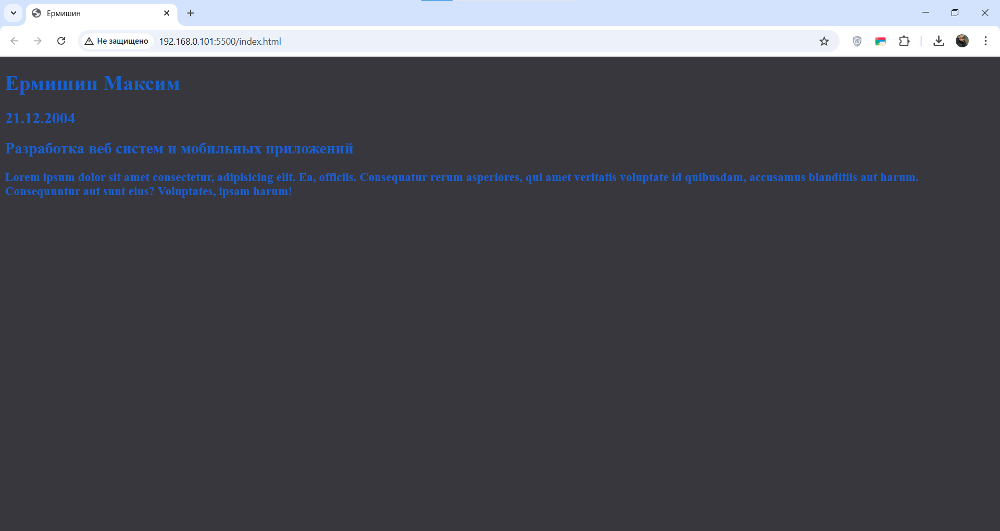 Ермишин
Не защищено
192.168.0.101:5500/index.html
Ермишин Максим
21.12.2004
Разработка веб систем и мобильных приложений
Lorem ipsum dolor sit amet consectetur, adipisicing elit. Ea, officiis. Consequatur rerum asperiores, qui amet veritatis voluptate id quibusdam, accusamus blanditiis aut harum.
Consequuntur aut sunt eius? Voluptates, ipsam harum!